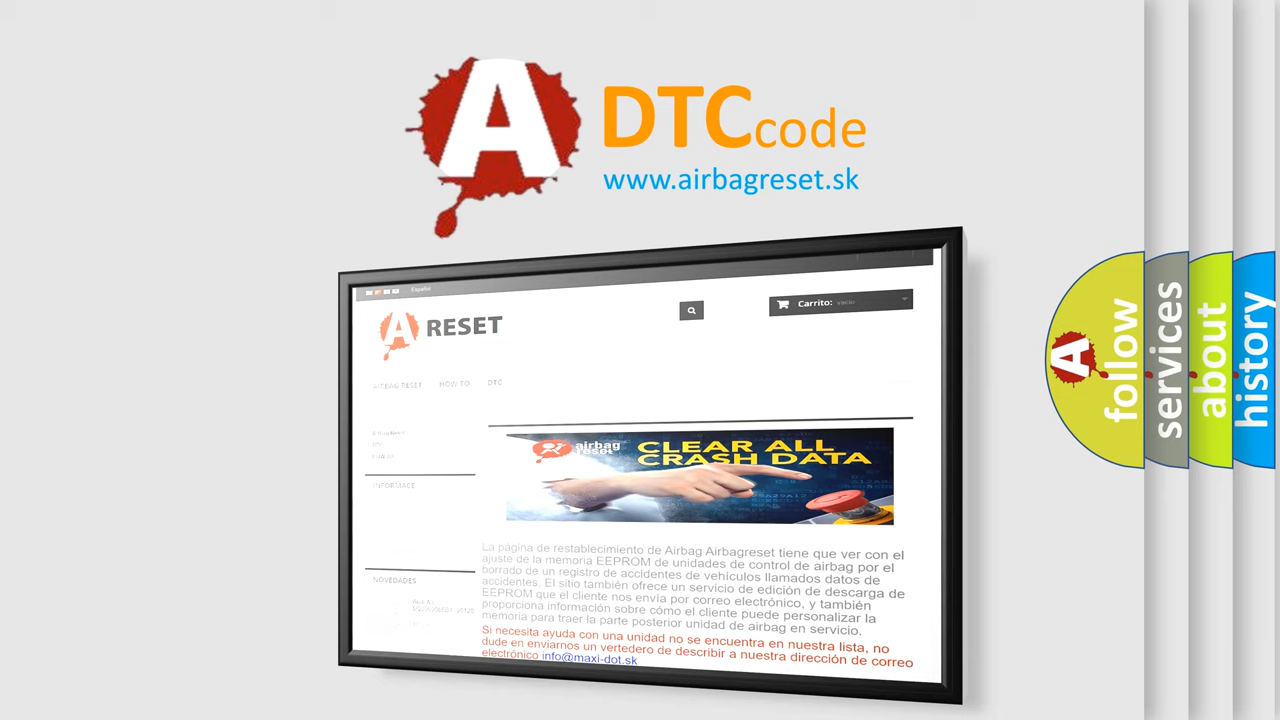 A
DTC code
www.airbagreset.sk
Español
A RESET
Carrito: vacío
AIRBAG RESET HOW TO DTC
INFORMACE
NOVEDADES
airbag
reset
CLEAR ALL
CRASH DATA
La página de restablecimiento de Airbag Airbagreset tiene que ver con el
ajuste de la memoria EEPROM de unidades de control de airbag por el
borrado de un registro de accidentes de vehículos llamados datos de
accidentes. El sitio también ofrece un servicio de edición de descarga de
EEPROM que el cliente nos envía por correo electrónico, y también
proporciona información sobre cómo el cliente puede personalizar la
memoria para traer la parte posterior unidad de airbag en servicio.
Si necesita ayuda con una unidad no se encuentra en nuestra lista, no
dude en enviarnos un vertedero de describir a nuestra dirección de correo
electrónico info@maxi-dot.sk
A
follow
services
about
history